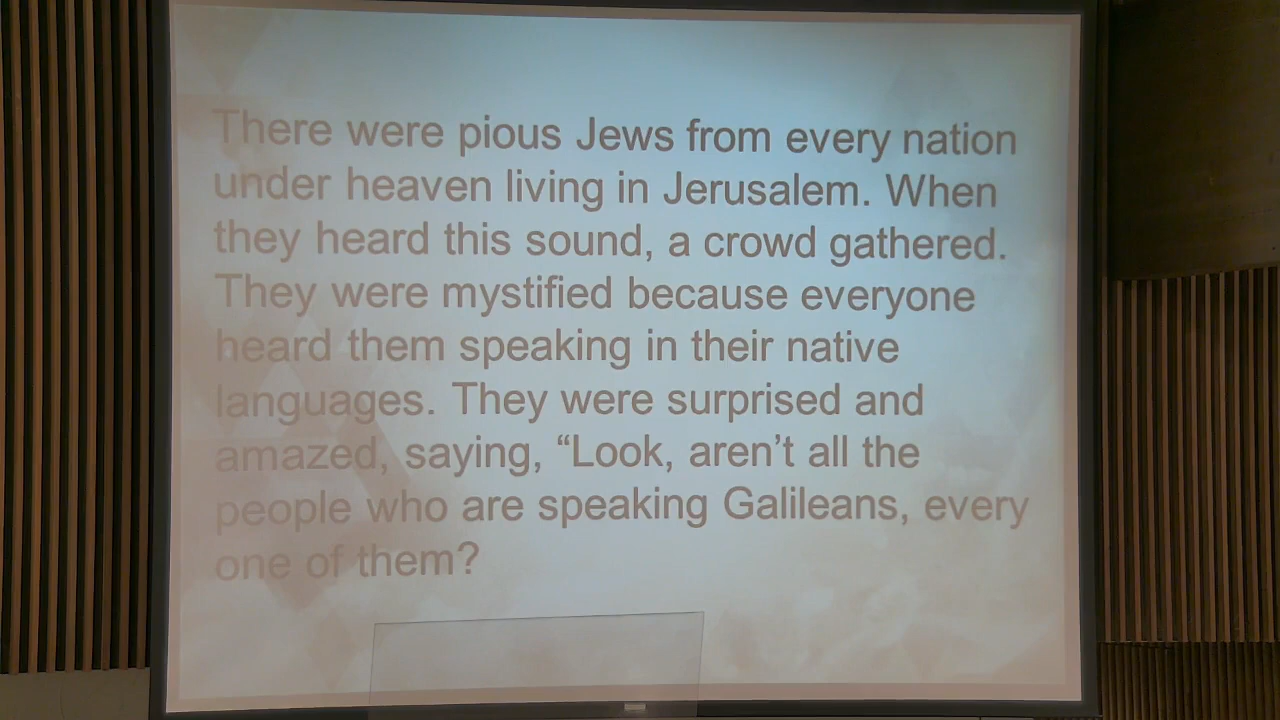 There were pious Jews from every nation
under heaven living in Jerusalem. When
they heard this sound, a crowd gathered.
They were mystified because everyone
heard them speaking in their native
languages. They were surprised and
amazed, saying, “Look, aren’t all the
people who are speaking Galileans, every
one of them?